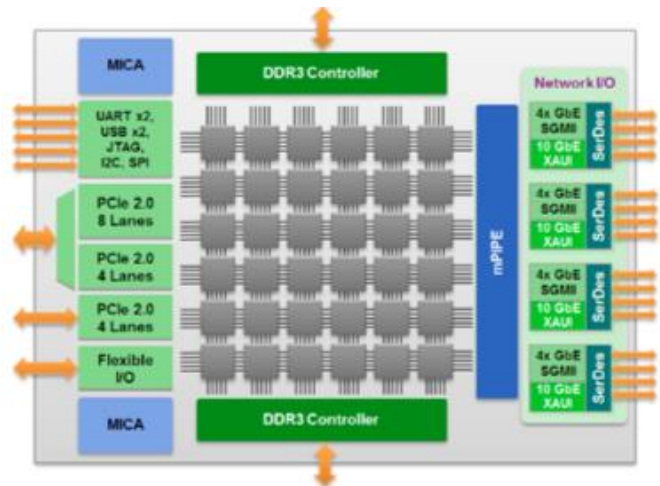 MICA
DDR3 Controller
Network I/O
UART x2,
USB x2,
JTAG,
I2C, SPI
PCIe 2.0
8 Lanes
PCIe 2.0
4 Lanes
PCIe 2.0
4 Lanes
Flexible
I/O
MICA
DDR3 Controller
mPIPE
4x GbE
SGMII
10 GbE
XAUI
SerDes
4x GbE
SGMII
10 GbE
XAUI
SerDes
4x GbE
SGMII
10 GbE
XAUI
SerDes
4x GbE
SGMII
10 GbE
XAUI
SerDes